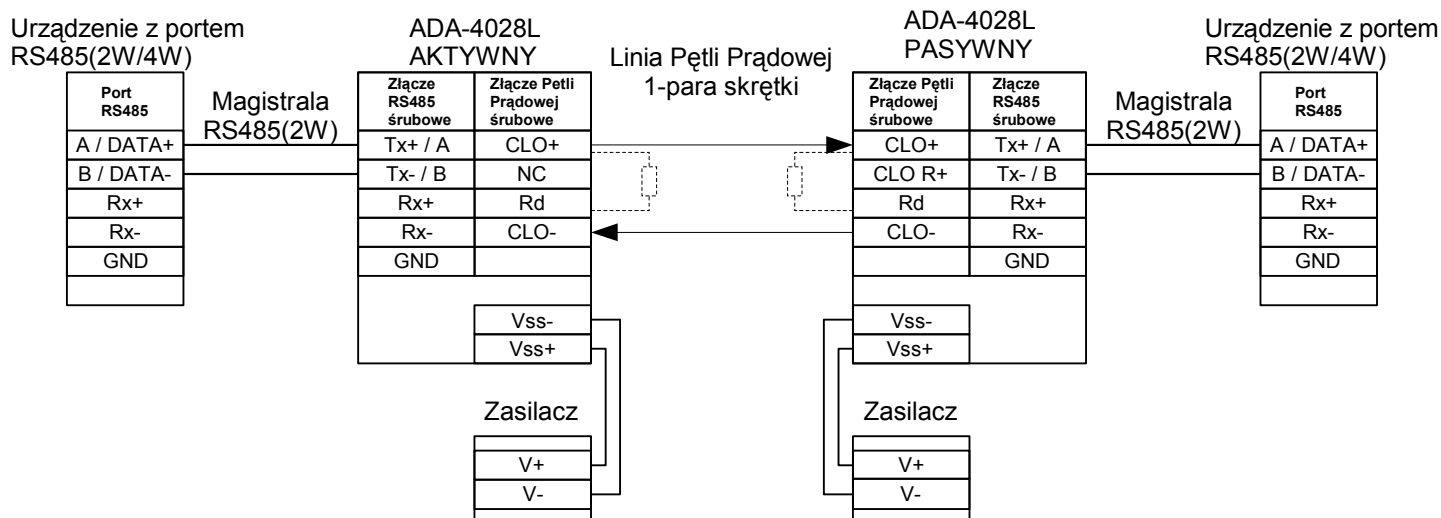 Urządzenie z portem
RS485(2W/4W)
ADA-4028L
AKTYWNY
Linia Pętli Prądowej
1-para skrętki
ADA-4028L
PASYWNY
Urządzenie z portem
RS485(2W/4W)
Port
RS485
A / DATA+
B / DATA-
Rx+
Rx-
GND
Magistrala
RS485(2W)
Złącze
RS485
śrubowe
Tx+ / A
Tx- / B
Rx+
Rx-
GND
Złącze Petli
Prądowej
śrubowe
CLO+
NC
Rd
CLO-
Vss-
Vss+
Złącze Pętli
Prądowej
śrubowe
CLO+
CLO R+
Rd
CLO-
Vss-
Vss+
Złącze
RS485
śrubowe
Tx+ / A
Tx- / B
Rx+
Rx-
GND
Magistrala
RS485(2W)
Port
RS485
A / DATA+
B / DATA-
Rx+
Rx-
GND
Zasilacz
V+
V-
Zasilacz
V+
V-